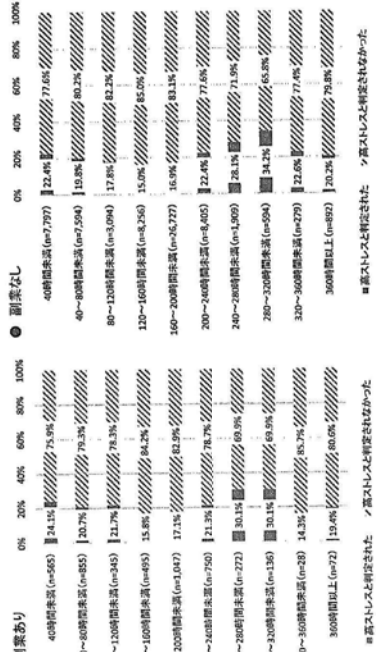 ● 副業なし
0% 20% 40% 60% 80% 100%
40時間未満(n=7,797) 22.4% 77.6%
40～80時間未満(n=7,594) 19.8% 80.2%
80～120時間未満(n=3,094) 17.8% 82.2%
120～160時間未満(n=8,256) 15.0% 85.0%
160～200時間未満(n=26,727) 16.9% 83.1%
200～240時間未満(n=8,405) 22.4% 77.6%
240～280時間未満(n=1,909) 28.1% 71.9%
280～320時間未満(n=594) 34.2% 65.8%
320～360時間未満(n=279) 22.6% 77.4%
360時間以上(n=892) 20.2% 79.8%
■高ストレスと判定された 高ストレスと判定されなかった
副業あり
0% 20% 40% 60% 80% 100%
40時間未満(n=565) 24.1% 75.9%
～80時間未満(n=855) 20.7% 79.3%
～120時間未満(n=345) 21.7% 78.3%
～160時間未満(n=495) 15.8% 84.2%
200時間未満(n=1,047) 17.1% 82.9%
～240時間未満(n=750) 21.3% 78.7%
～280時間未満(n=272) 30.1% 69.9%
～320時間未満(n=136) 30.1% 69.9%
0～360時間未満(n=28) 14.3% 85.7%
360時間以上(n=72) 19.4% 80.6%
■高ストレスと判定された 高ストレスと判定されなかった